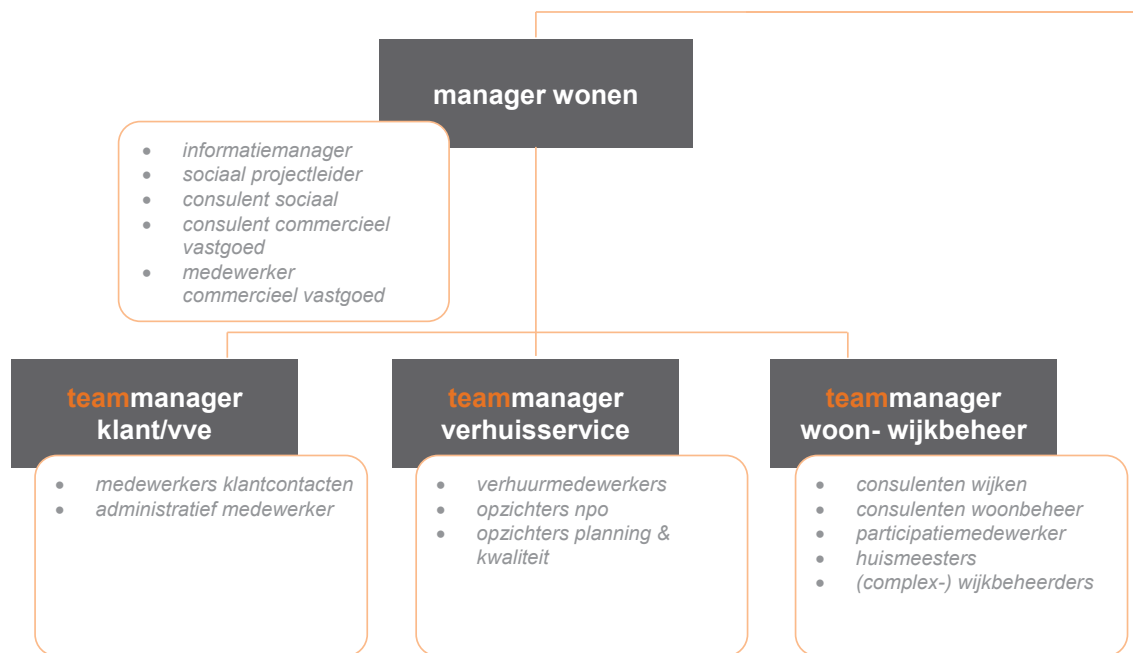 manager wonen
• informatiemanager
• sociaal projectleider
• consulent sociaal
• consulent commercieel
vastgoed
• medewerker
commercieel vastgoed
teammanager
klant/vve
• medewerkers klantcontacten
• administratief medewerker
teammanager
verhuisservice
• verhuurmedewerkers
• opzichters npo
• opzichters planning &
kwaliteit
teammanager
woon- wijkbeheer
• consulenten wijken
• consulenten woonbeheer
• participatiemedewerker
• huismeesters
• (complex-) wijkbeheerders